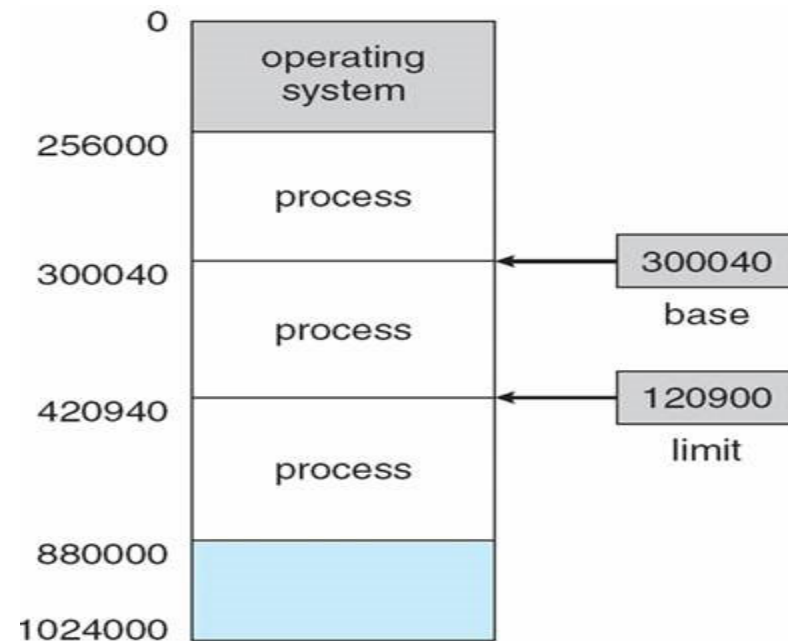 0
operating
system
256000
process
300040
300040
base
process
420940
120900
limit
process
880000
1024000